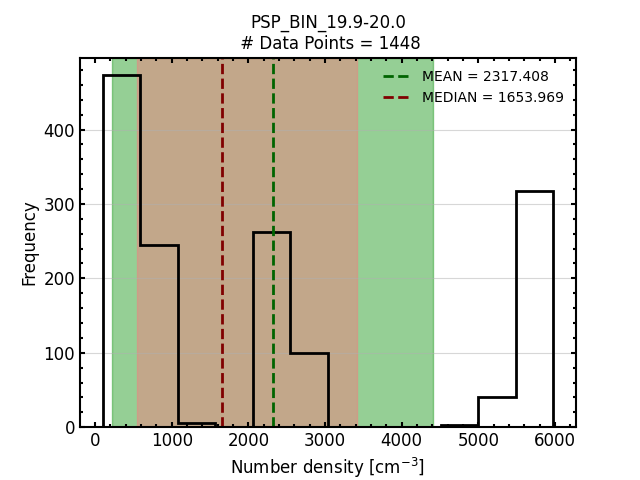 PSP_BIN_19.9-20.0
# Data Points = 1448
MEAN = 2317.408
MEDIAN = 1653.969
Frequency
400
300
200
100
0
0 1000 2000 3000 4000 5000 6000
Number density [cm⁻³]